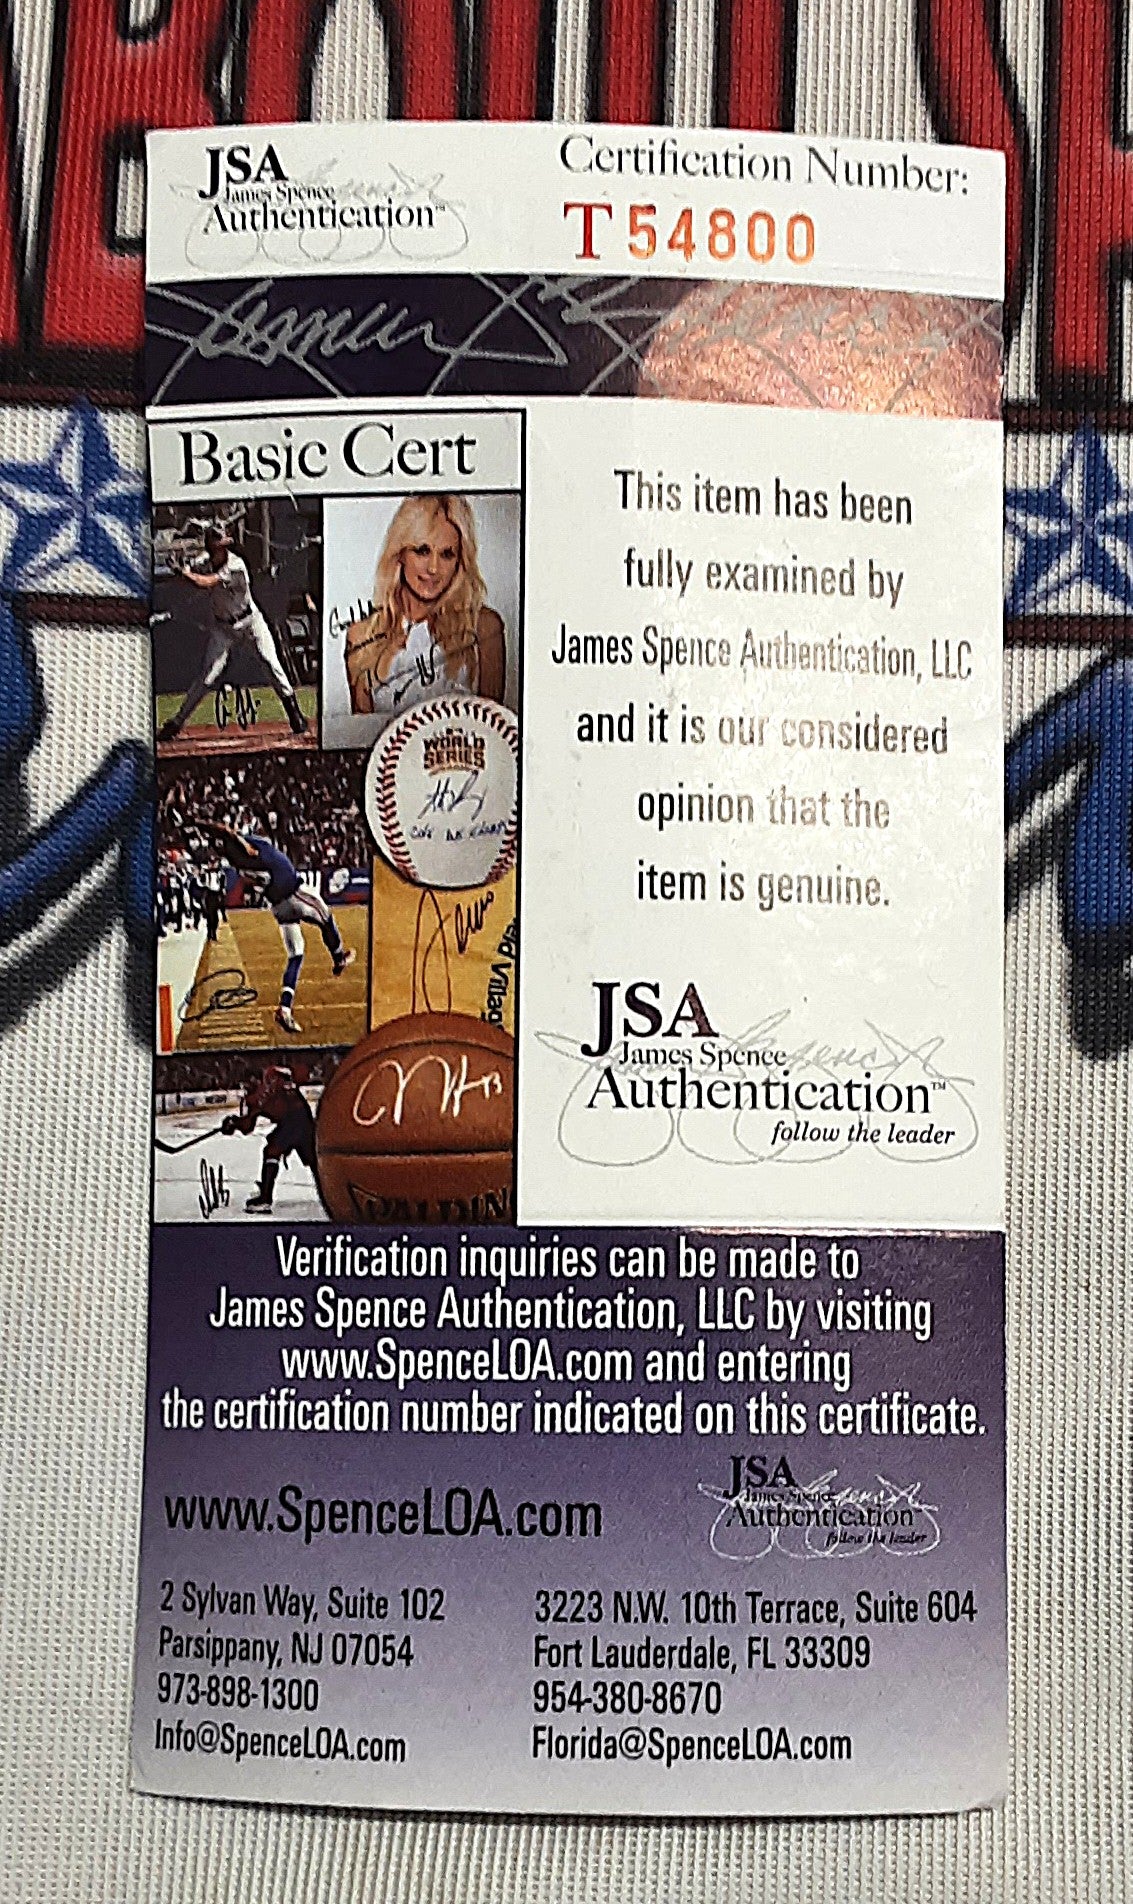 JSA
James Spence
Authentication™
Certification Number:
T54800
Basic Cert
WORLD
SERIES
SPALDING
This item has been
fully examined by
James Spence Authentication, LLC
and it is our considered
opinion that the
item is genuine.
JSA
James Spence
Authentication™
follow the leader
Verification inquiries can be made to
James Spence Authentication, LLC by visiting
www.SpenceLOA.com and entering
the certification number indicated on this certificate.
www.SpenceLOA.com
JSA
James Spence
Authentication
follow the leader
2 Sylvan Way, Suite 102
Parsippany, NJ 07054
973-898-1300
Info@SpenceLOA.com
3223 N.W. 10th Terrace, Suite 604
Fort Lauderdale, FL 33309
954-380-8670
Florida@SpenceLOA.com